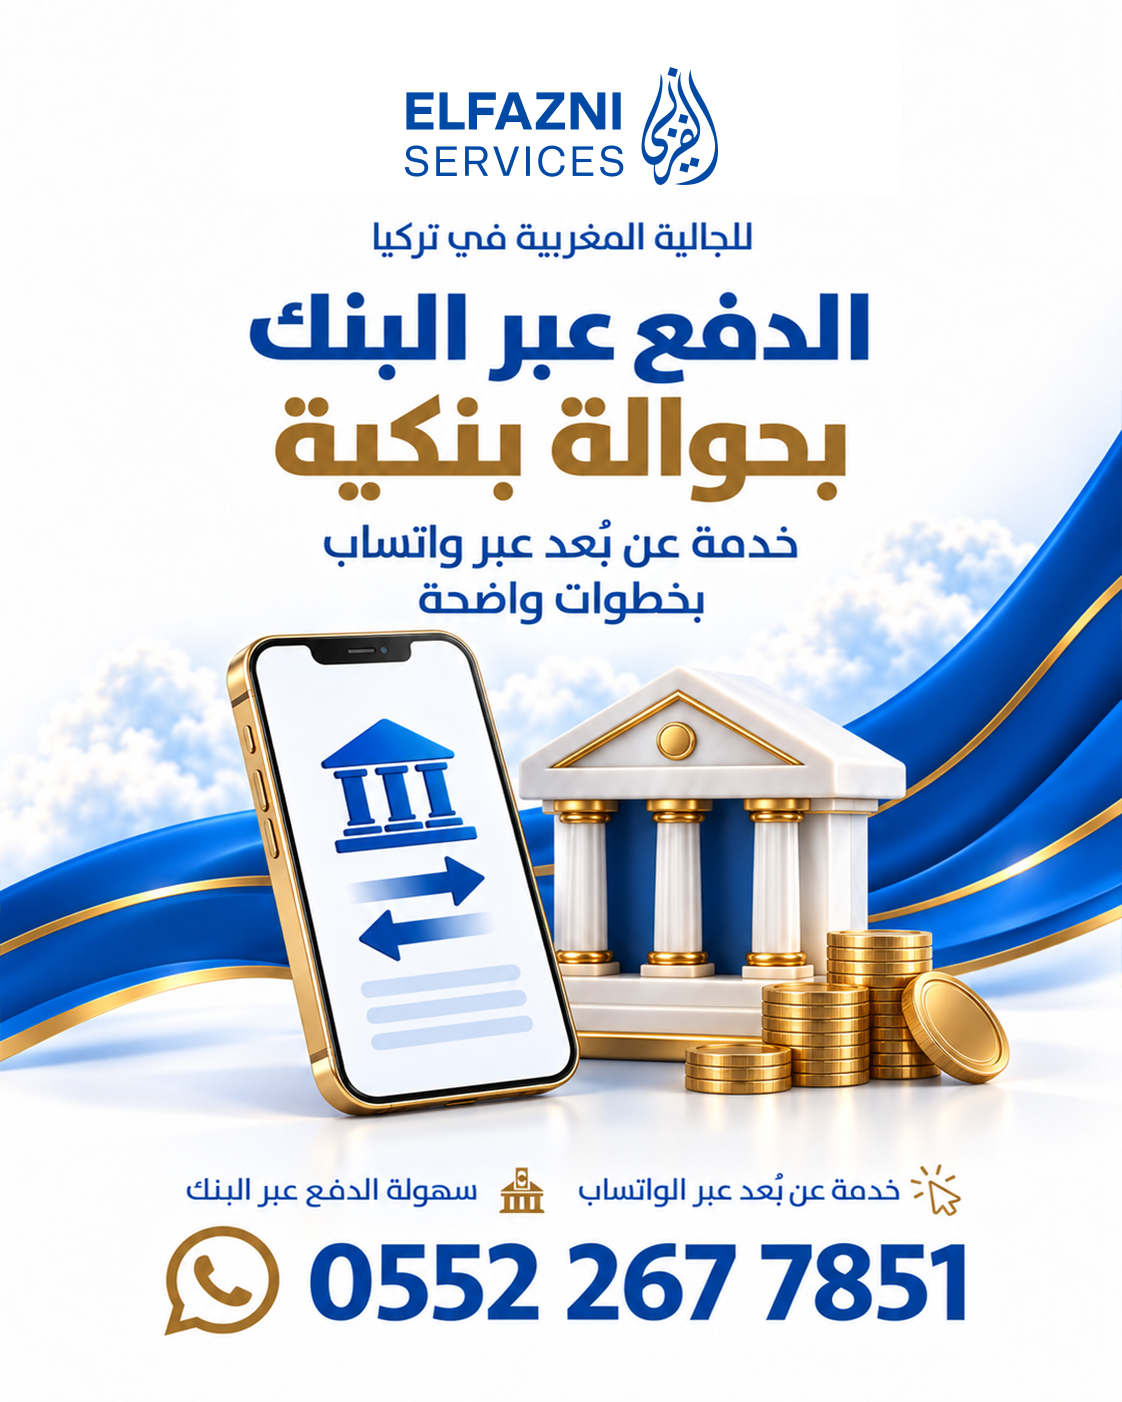 ELFAZNI
SERVICES
الفزني
للجالية المغربية في تركيا
الدفع عبر البنك
بحوالة بنكية
خدمة عن بُعد عبر واتساب
بخطوات واضحة
خدمة عن بُعد عبر الواتساب
سهولة الدفع عبر البنك
0552 267 7851